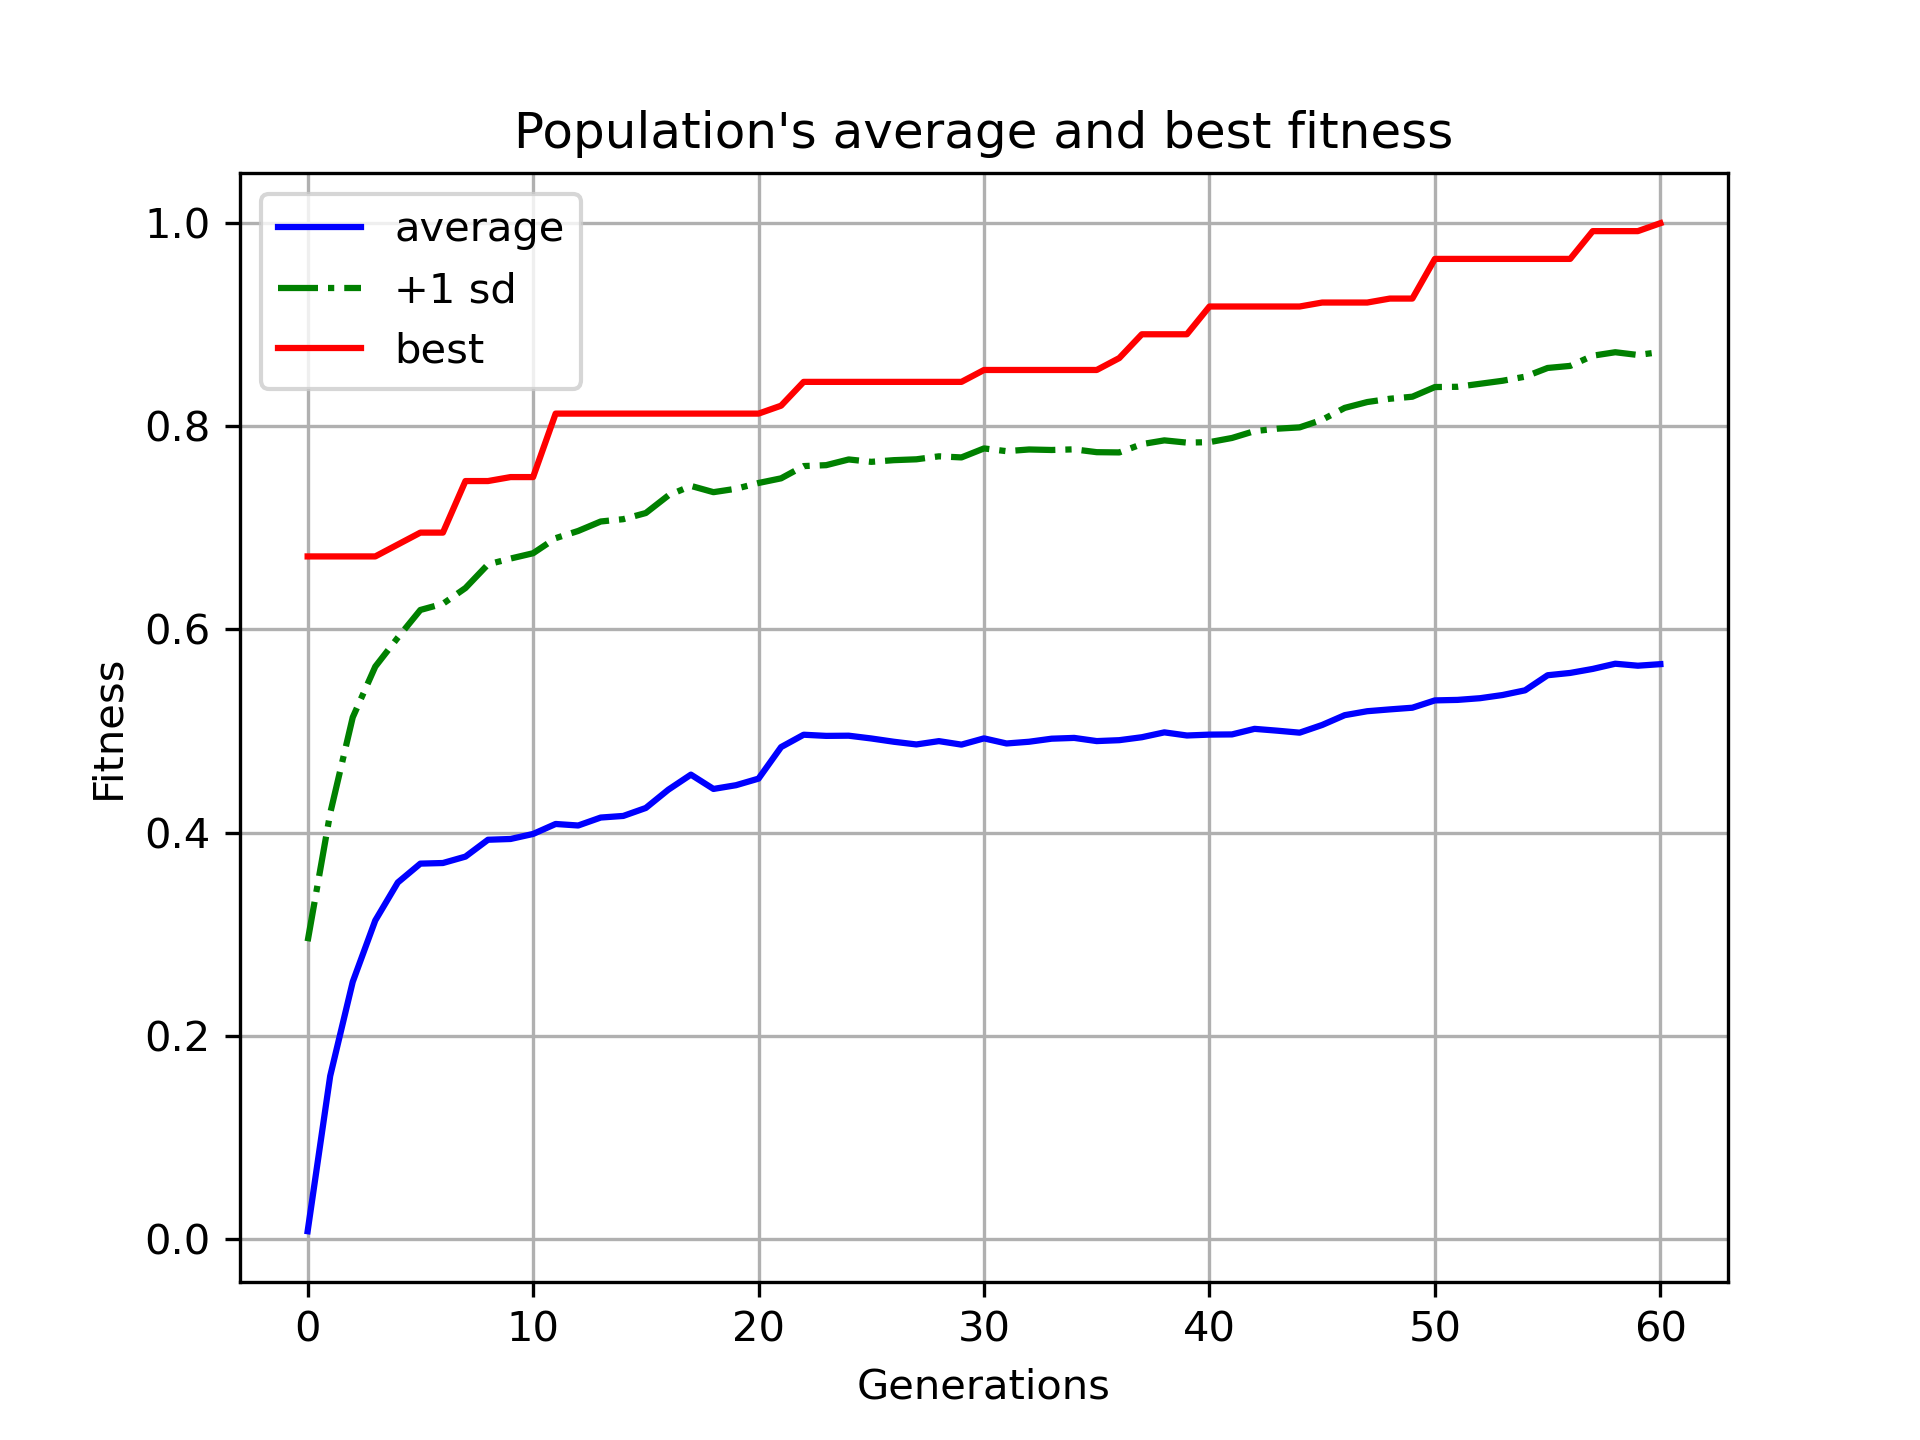 Population's average and best fitness
average
+1 sd
best
1.0
0.8
0.6
0.4
0.2
0.0
Fitness
0 10 20 30 40 50 60
Generations